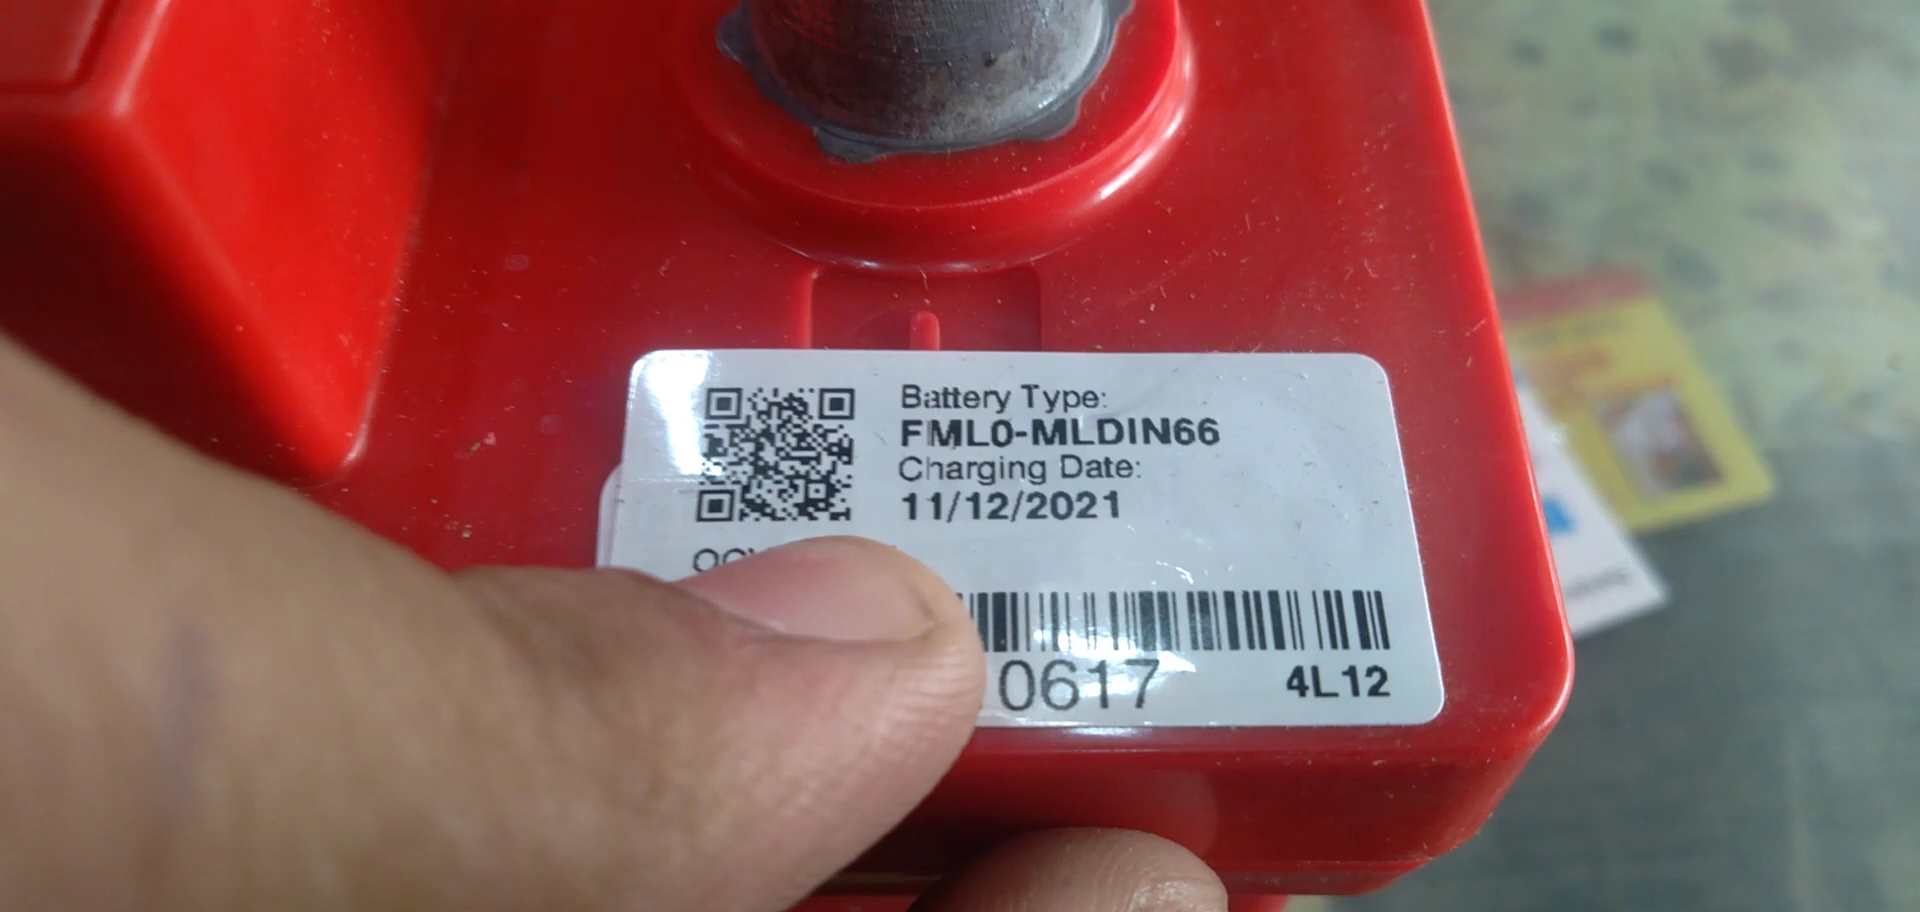 Battery Type:
FML0-MLDIN66
Charging Date:
11/12/2021
0617
4L12